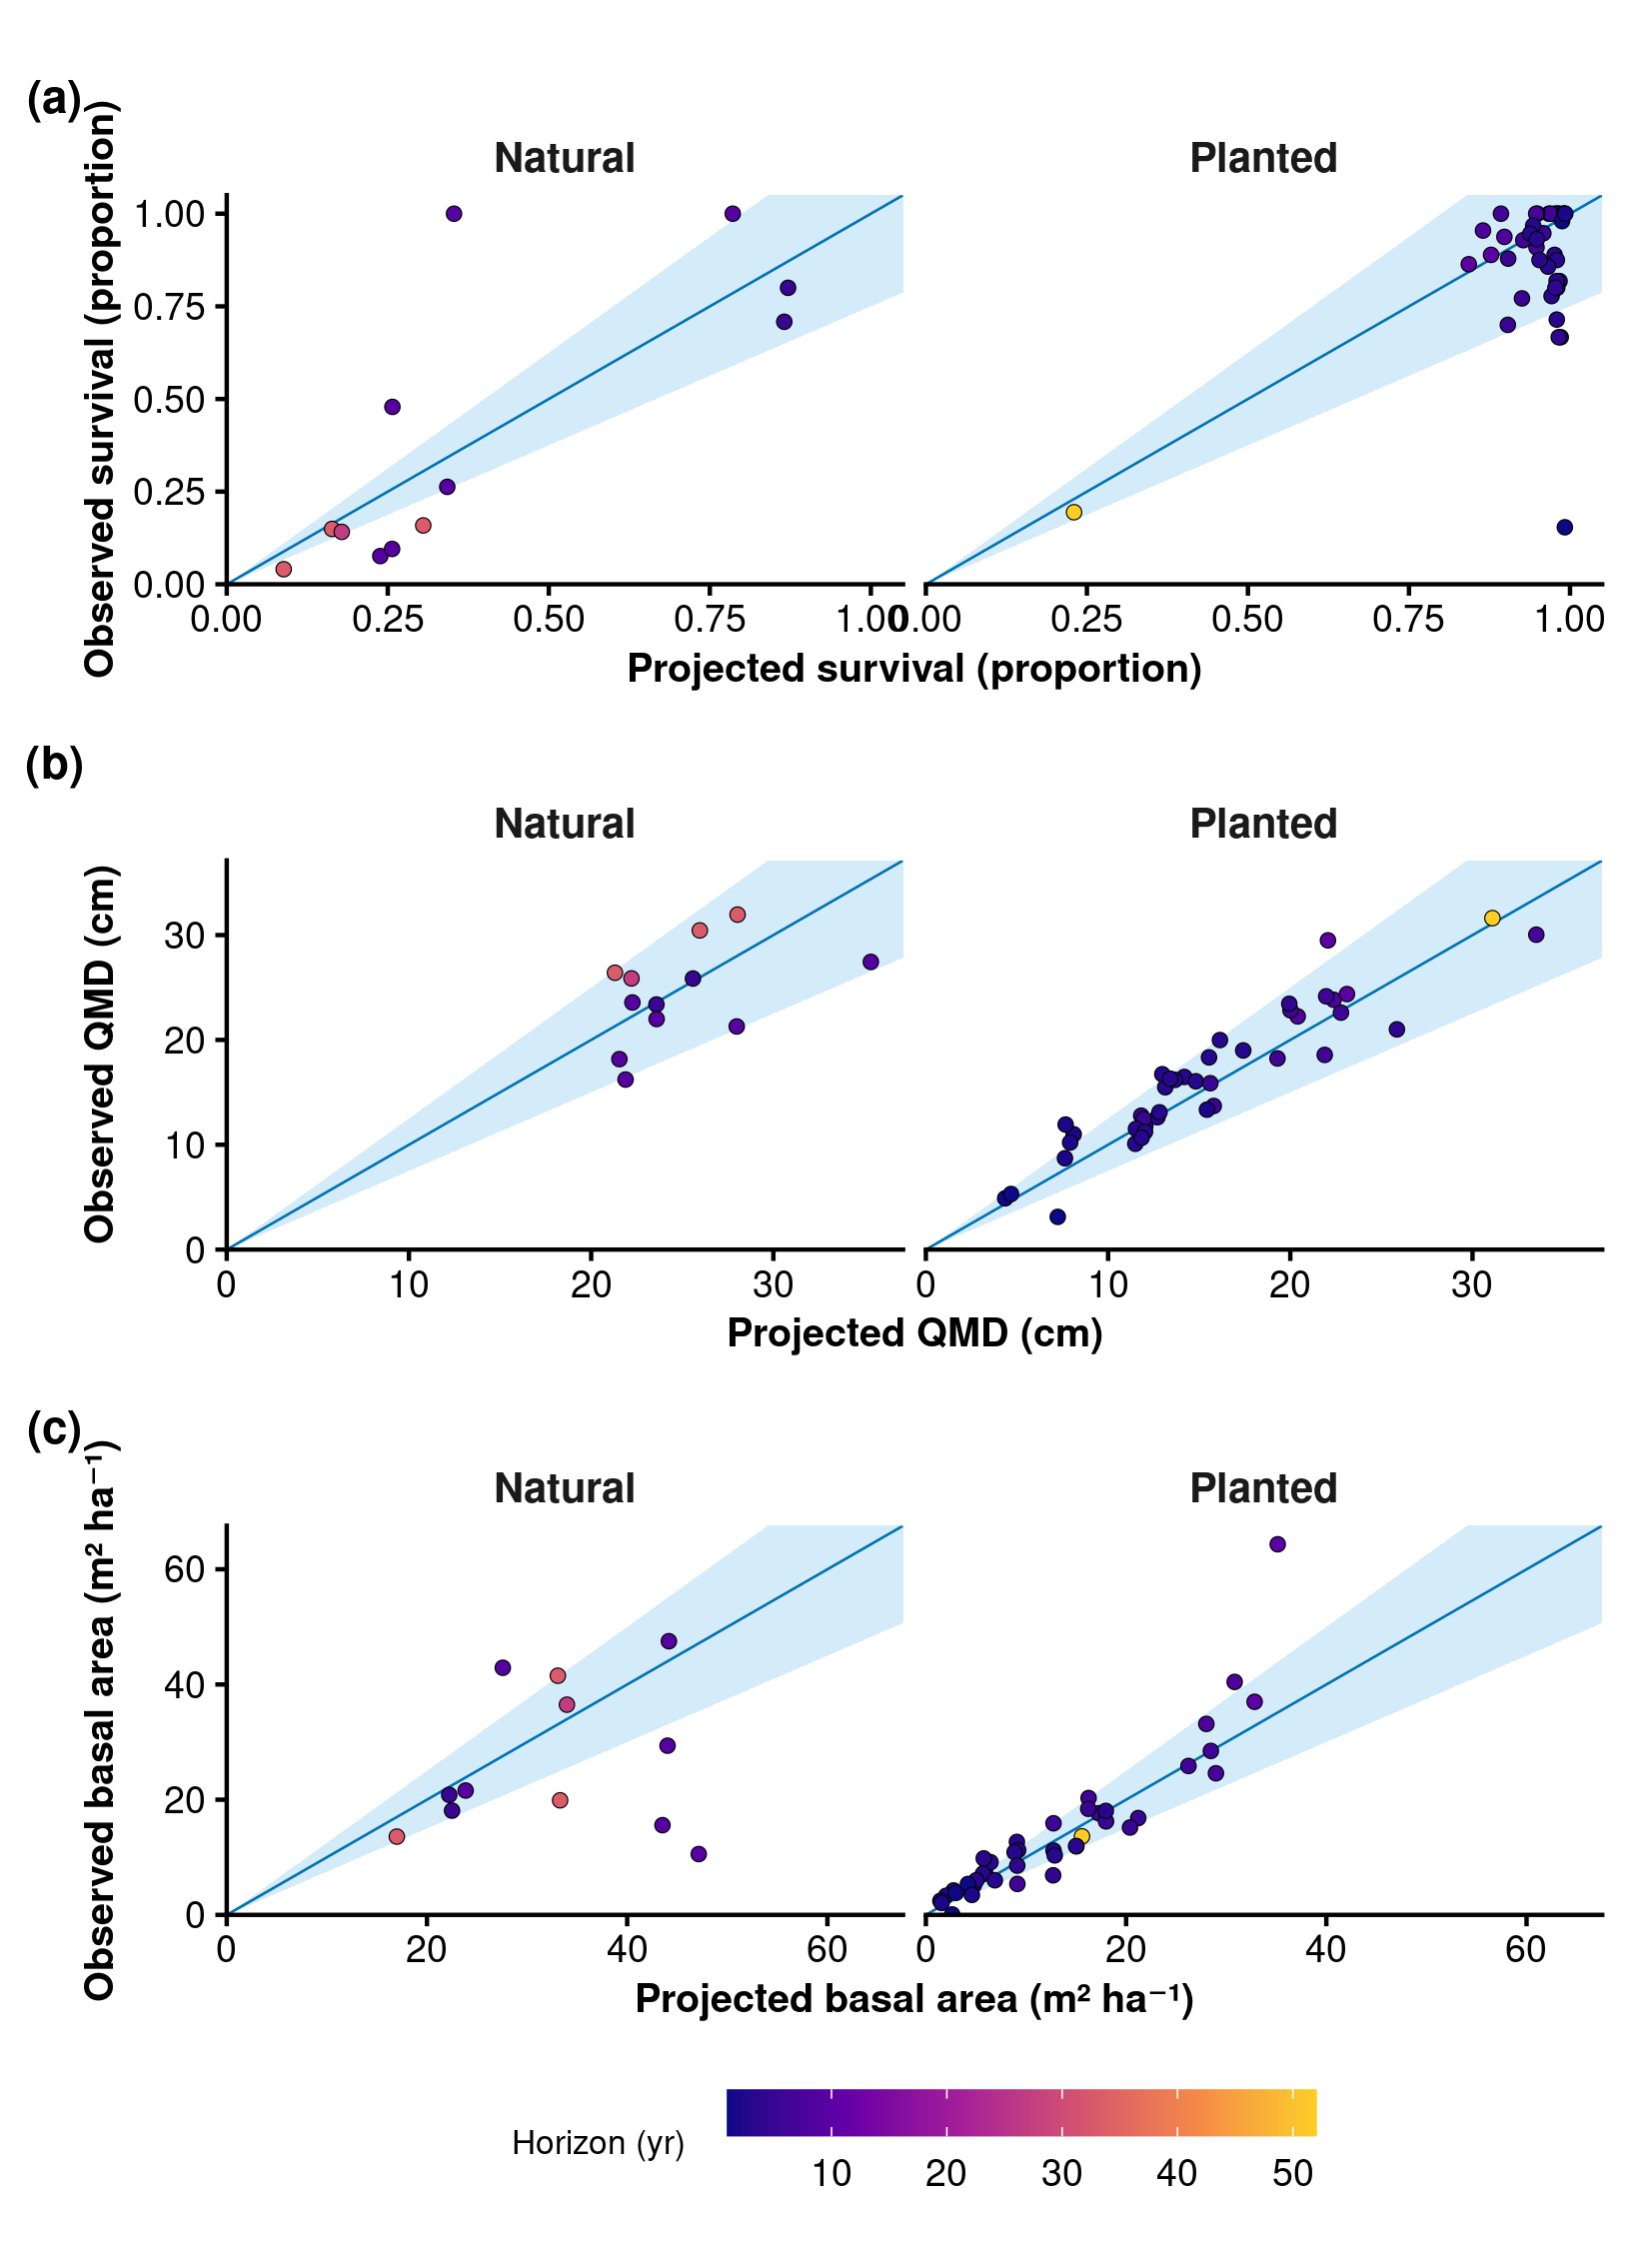 (a)
Natural Planted
Observed survival (proportion)
1.00
0.75
0.50
0.25
0.00
0.00 0.25 0.50 0.75 1.00 0.00 0.25 0.50 0.75 1.00
Projected survival (proportion)
(b)
Natural Planted
Observed QMD (cm)
30
20
10
0
0 10 20 30 0 10 20 30
Projected QMD (cm)
(c)
Natural Planted
Observed basal area (m² ha⁻¹)
60
40
20
0
0 20 40 60 0 20 40 60
Projected basal area (m² ha⁻¹)
Horizon (yr)
10 20 30 40 50